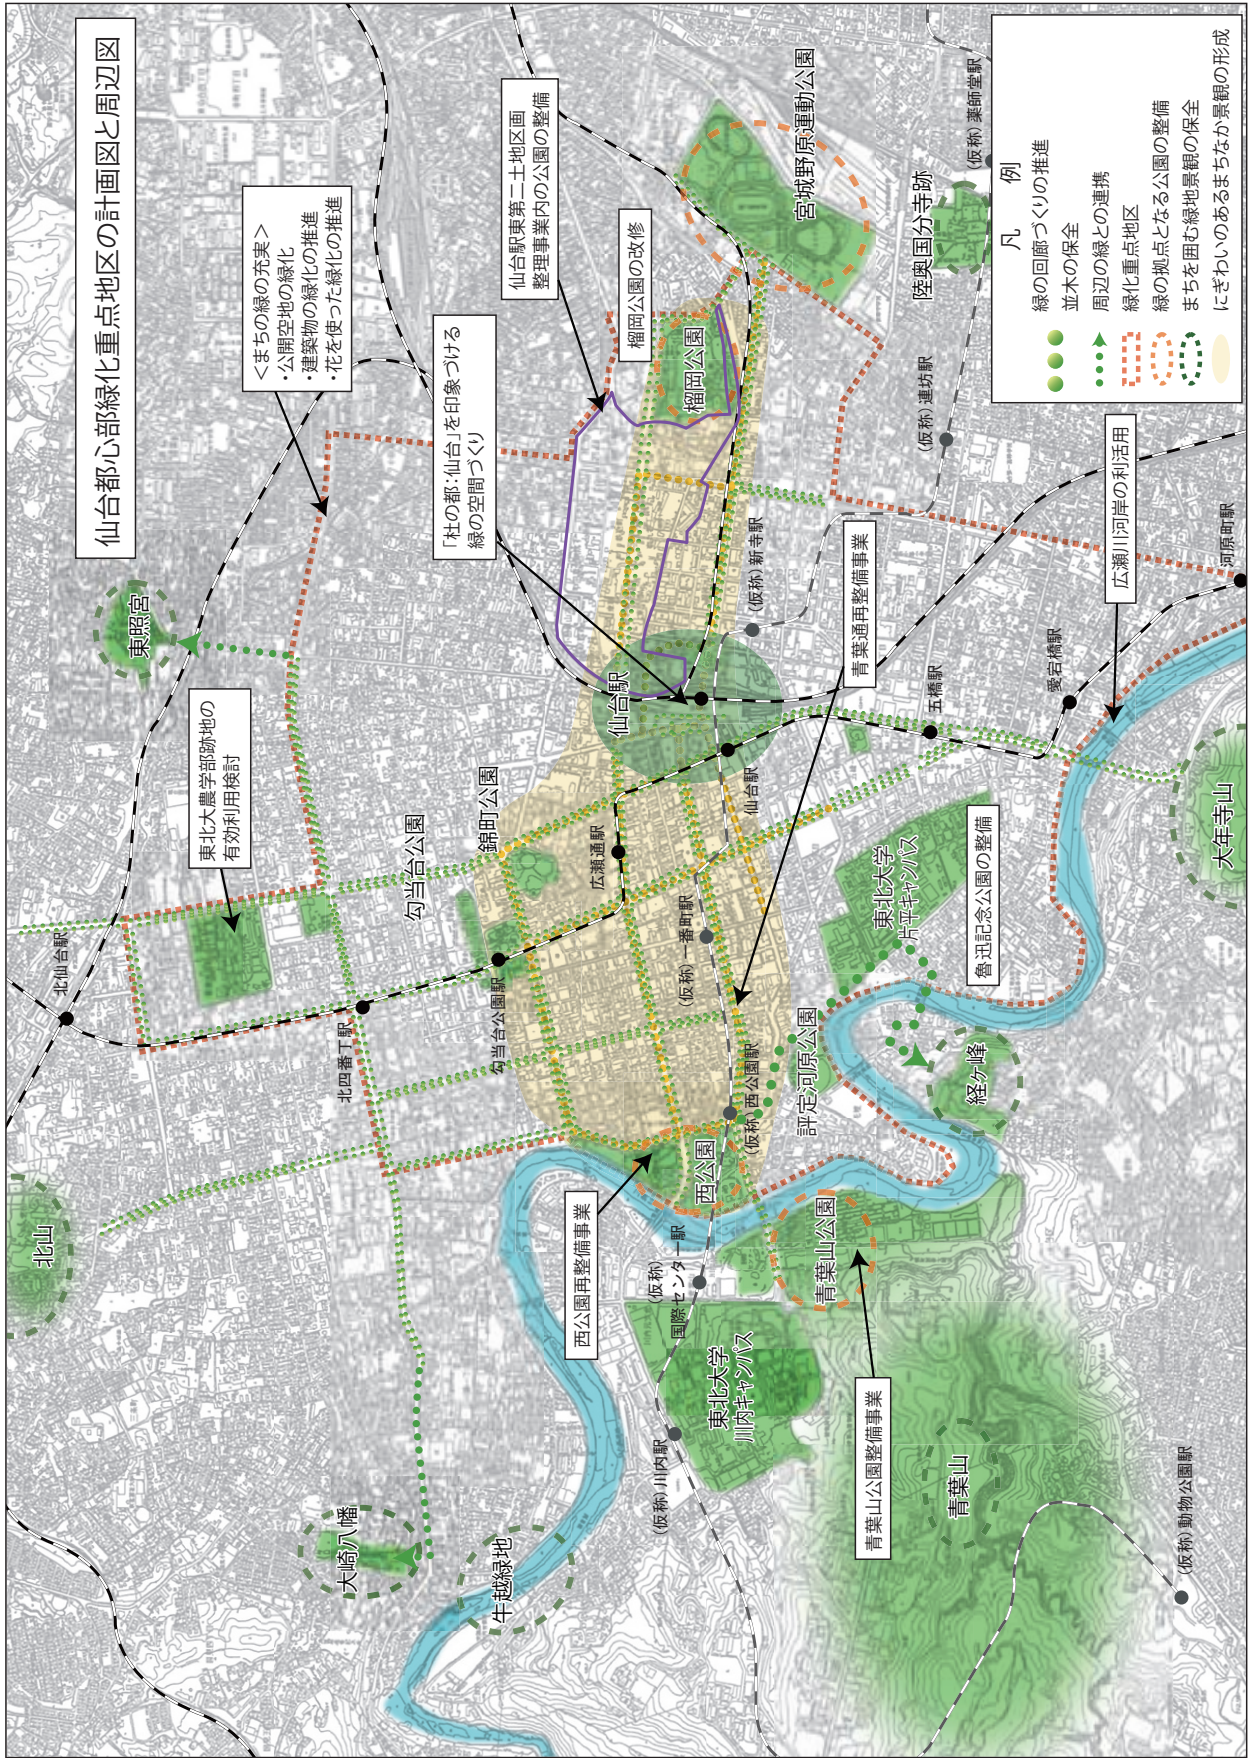 仙台都心部緑化重点地区の計画図と周辺図
＜まちの緑の充実＞
・公開空地の緑化
・建築物の緑化の推進
・花を使った緑化の推進
「杜の都:仙台」を印象づける
緑の空間づくり
仙台駅東第二土地区画
整理事業内の公園の整備
榴岡公園の改修
東北大農学部跡地の
有効利用検討
西公園再整備事業
青葉山公園整備事業
青葉通再整備事業
魯迅記念公園の整備
広瀬川河岸の利活用
北山
大崎八幡
牛越緑地
東照宮
北仙台駅
北四番丁駅
勾当台公園
勾当台公園駅
錦町公園
広瀬通駅
仙台駅
仙台駅
榴岡公園
宮城野原運動公園
陸奥国分寺跡
(仮称)薬師堂駅
(仮称)連坊駅
(仮称)新寺駅
(仮称)一番町駅
(仮称)西公園駅
西公園
(仮称)
国際センター駅
東北大学
川内キャンパス
(仮称)川内駅
青葉山公園
青葉山
(仮称)動物公園駅
評定河原公園
経ヶ峰
東北大学
片平キャンパス
五橋駅
愛宕橋駅
河原町駅
大年寺山
凡　例
緑の回廊づくりの推進
並木の保全
周辺の緑との連携
緑化重点地区
緑の拠点となる公園の整備
まちを囲む緑地景観の保全
にぎわいのあるまちなか景観の形成